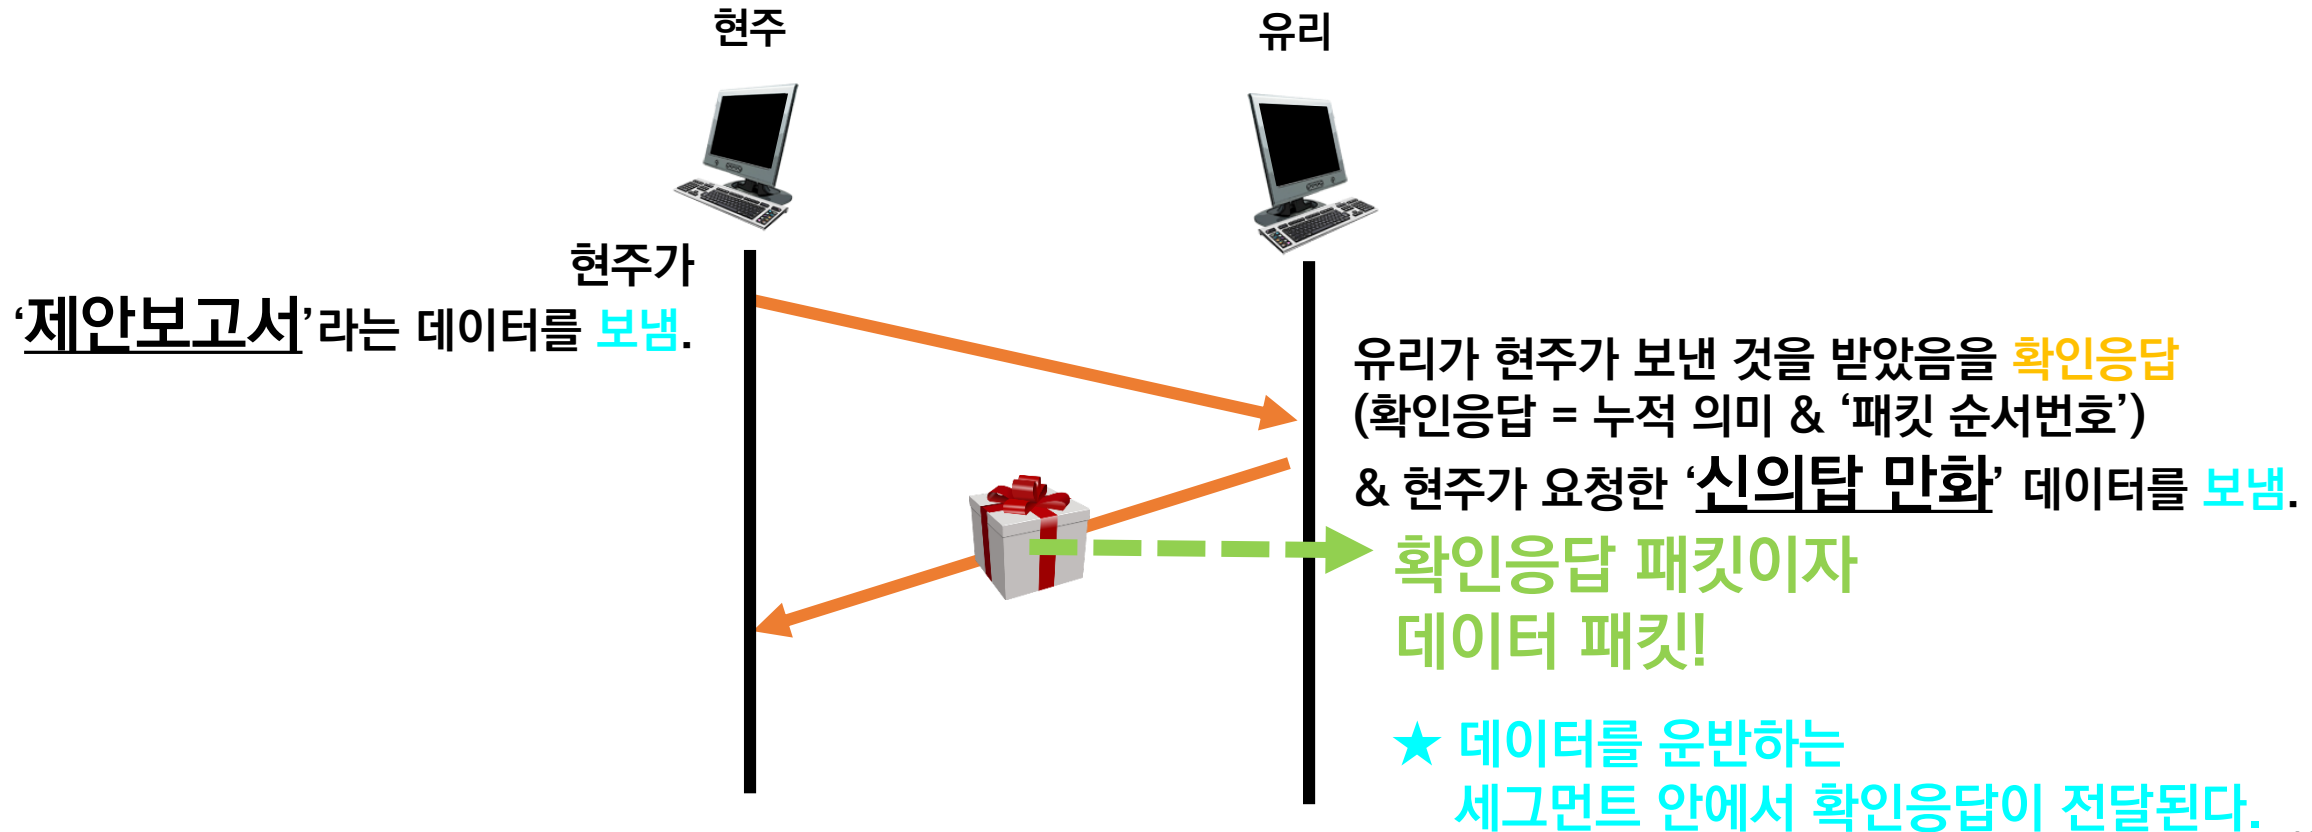 현주
유리
현주가
‘제안보고서’라는 데이터를 보냄.
유리가 현주가 보낸 것을 받았음을 확인응답
(확인응답 = 누적 의미 & ‘패킷 순서번호’)
& 현주가 요청한 ‘신의탑 만화’ 데이터를 보냄.
확인응답 패킷이자
데이터 패킷!
★ 데이터를 운반하는
세그먼트 안에서 확인응답이 전달된다.